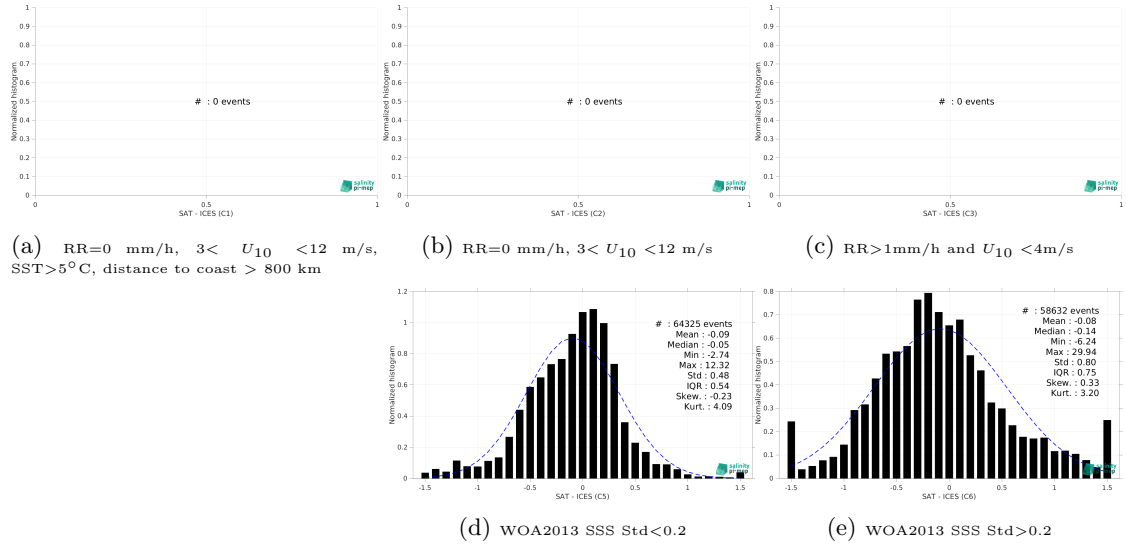 1
0.9
0.8
0.7
0.6
0.5
0.4
0.3
0.2
0.1
0
Normalized histogram
# : 0 events
salinity
pi-mep
0 0.5 1
SAT - ICES (C1)
(a) RR=0 mm/h, 3< U10 <12 m/s,
SST>5°C, distance to coast > 800 km
1
0.9
0.8
0.7
0.6
0.5
0.4
0.3
0.2
0.1
0
Normalized histogram
# : 0 events
salinity
pi-mep
0 0.5 1
SAT - ICES (C2)
(b) RR=0 mm/h, 3< U10 <12 m/s
1
0.9
0.8
0.7
0.6
0.5
0.4
0.3
0.2
0.1
0
Normalized histogram
# : 0 events
salinity
pi-mep
0 0.5 1
SAT - ICES (C3)
(c) RR>1mm/h and U10 <4m/s
1.2
1
0.8
0.6
0.4
0.2
0
Normalized histogram
# : 64325 events
Mean : -0.09
Median : -0.05
Min : -2.74
Max : 12.32
Std : 0.48
IQR : 0.54
Skew. : -0.23
Kurt. : 4.09
salinity
pi-mep
-1.5 -1 -0.5 0 0.5 1 1.5
SAT - ICES (C5)
(d) WOA2013 SSS Std<0.2
0.8
0.7
0.6
0.5
0.4
0.3
0.2
0.1
0
Normalized histogram
# : 58632 events
Mean : -0.08
Median : -0.14
Min : -6.24
Max : 29.94
Std : 0.80
IQR : 0.75
Skew. : 0.33
Kurt. : 3.20
salinity
pi-mep
-1.5 -1 -0.5 0 0.5 1 1.5
SAT - ICES (C6)
(e) WOA2013 SSS Std>0.2